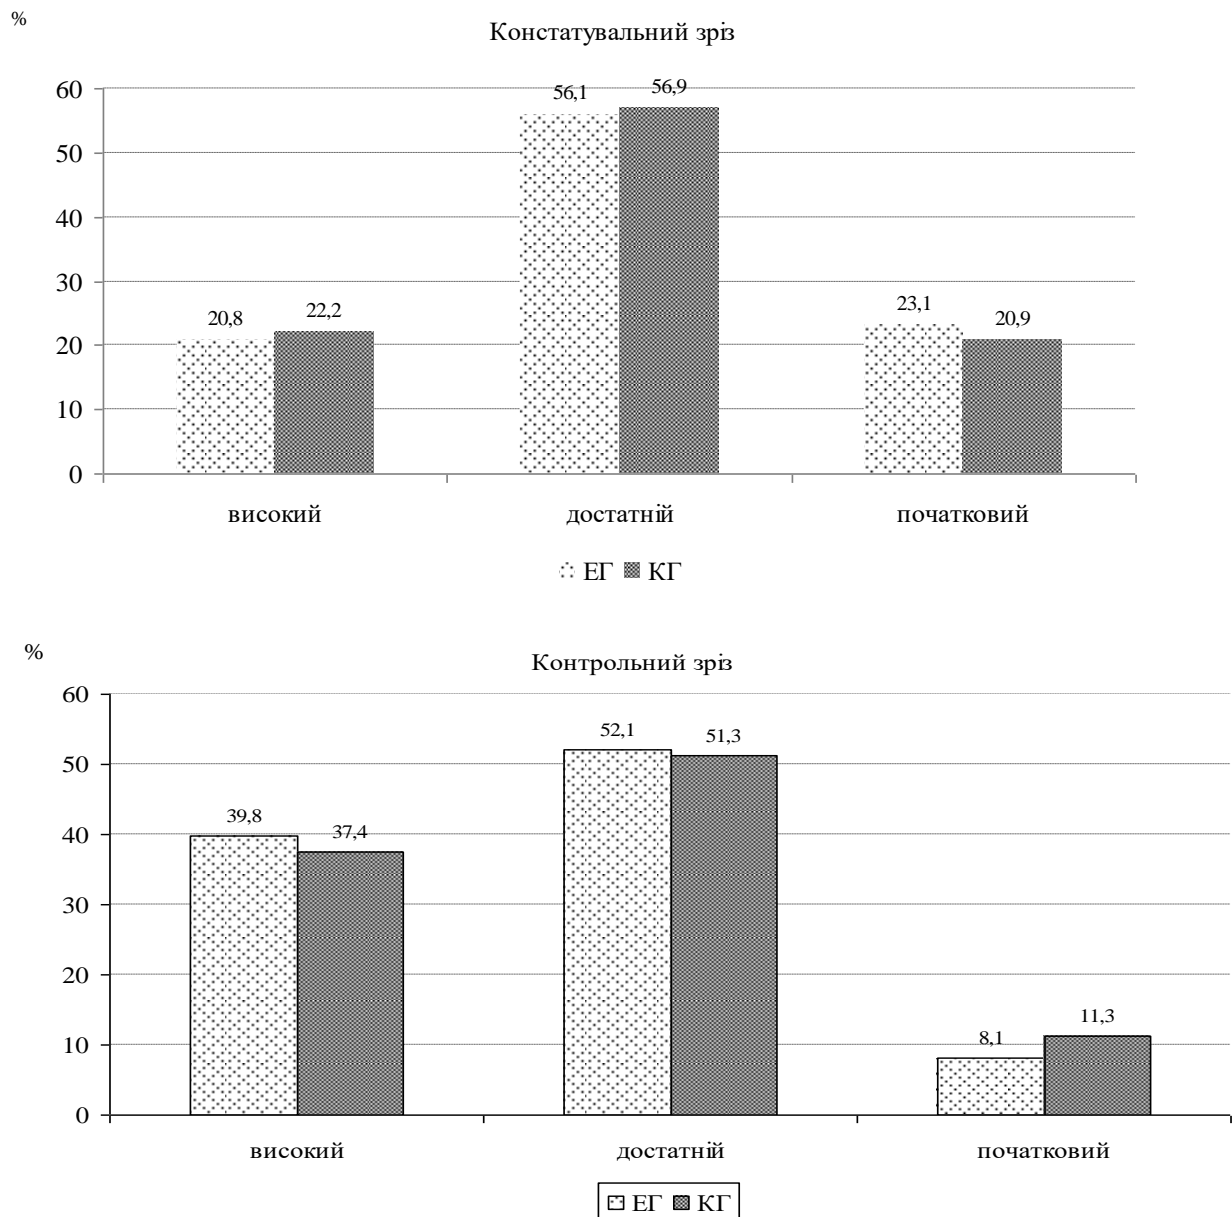 %
Констатувальний зріз
60
50
40
30
20
10
0
56,1
56,9
20,8
22,2
23,1
20,9
високий
достатній
початковий
ЕГ КГ
%
Контрольний зріз
60
50
40
30
20
10
0
52,1
51,3
39,8
37,4
8,1
11,3
високий
достатній
початковий
ЕГ КГ